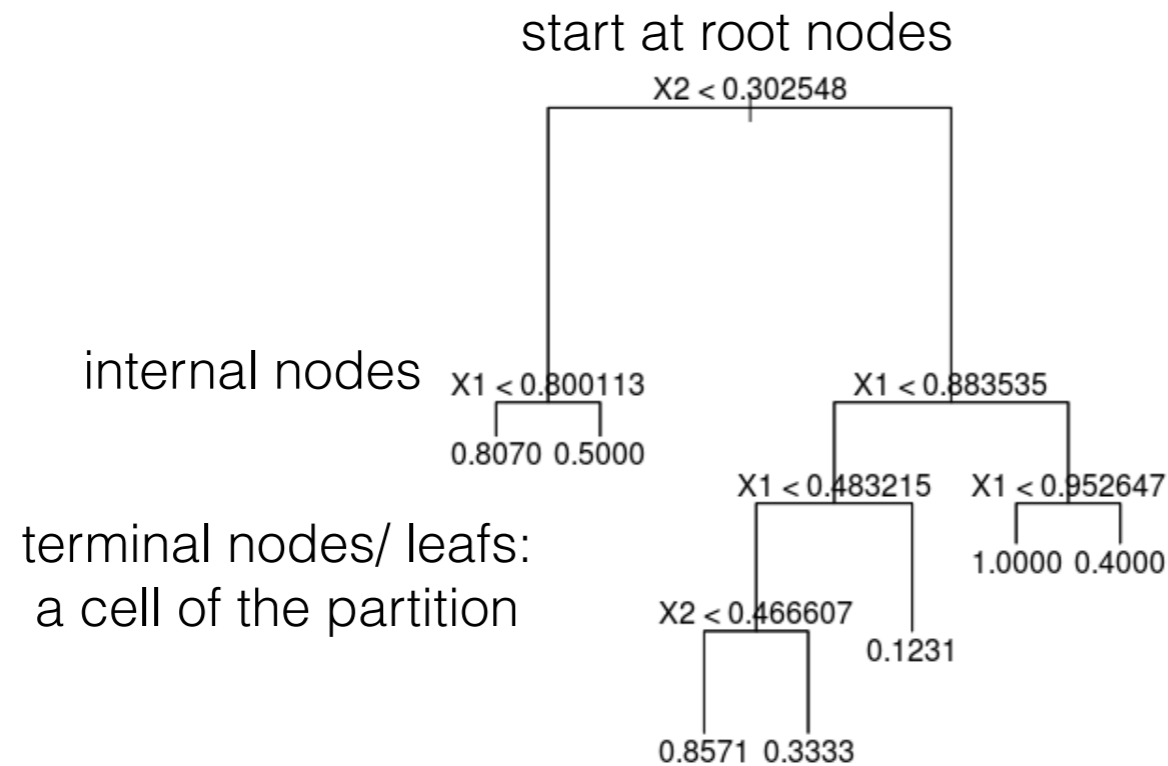 start at root nodes
X2 < 0.302548
internal nodes
X1 < 0.800113
X1 < 0.883535
0.8070 0.5000
X1 < 0.483215
X1 < 0.952647
terminal nodes/ leafs:
a cell of the partition
1.0000 0.4000
X2 < 0.466607
0.1231
0.8571 0.3333